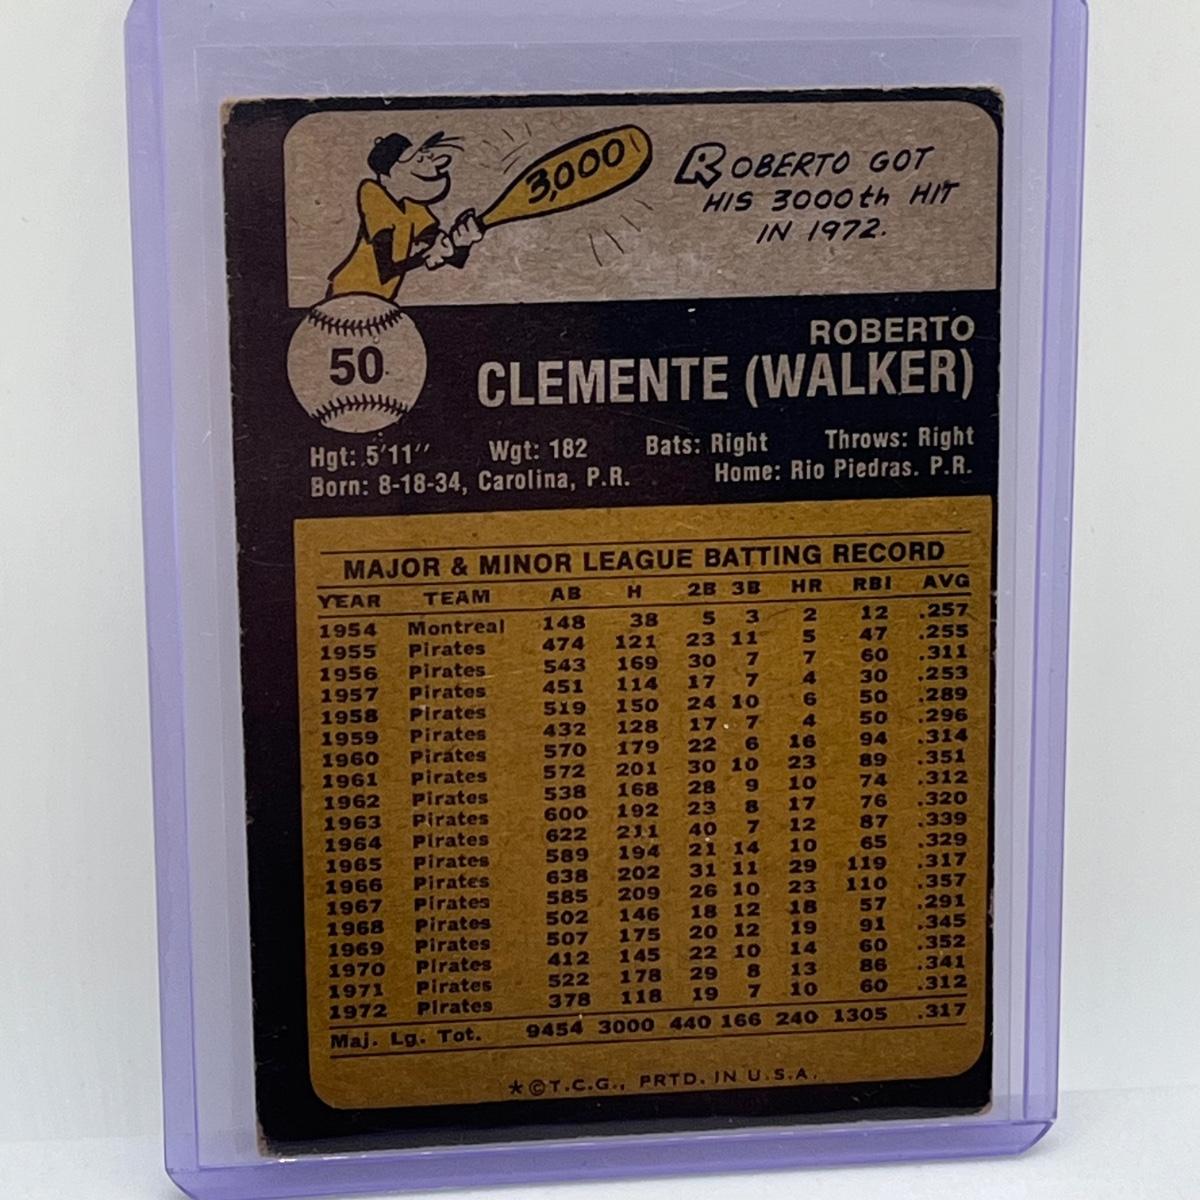 3,000
ROBERTO GOT
HIS 3000th HIT
IN 1972.
50
ROBERTO
CLEMENTE (WALKER)
Hgt: 5'11" Wgt: 182 Bats: Right Throws: Right
Born: 8-18-34, Carolina, P.R. Home: Rio Piedras. P.R.
MAJOR & MINOR LEAGUE BATTING RECORD
YEAR TEAM AB H 2B 3B HR RBI AVG
1954 Montreal 148 38 5 3 2 12 .257
1955 Pirates 474 121 23 11 5 47 .255
1956 Pirates 543 169 30 7 7 60 .311
1957 Pirates 451 114 17 7 4 30 .253
1958 Pirates 519 150 24 10 6 50 .289
1959 Pirates 432 128 17 7 4 50 .296
1960 Pirates 570 179 22 6 16 94 .314
1961 Pirates 572 201 30 10 23 89 .351
1962 Pirates 538 168 28 9 10 74 .312
1963 Pirates 600 192 23 8 17 76 .320
1964 Pirates 622 211 40 7 12 87 .339
1965 Pirates 589 194 21 14 10 65 .329
1966 Pirates 638 202 31 11 29 119 .317
1967 Pirates 585 209 26 10 23 110 .357
1968 Pirates 502 146 18 12 18 57 .291
1969 Pirates 507 175 20 12 19 91 .345
1970 Pirates 412 145 22 10 14 60 .352
1971 Pirates 522 178 29 8 13 86 .341
1972 Pirates 378 118 19 7 10 60 .312
Maj. Lg. Tot. 9454 3000 440 166 240 1305 .317
*©T.C.G., PRTD. IN U.S.A.